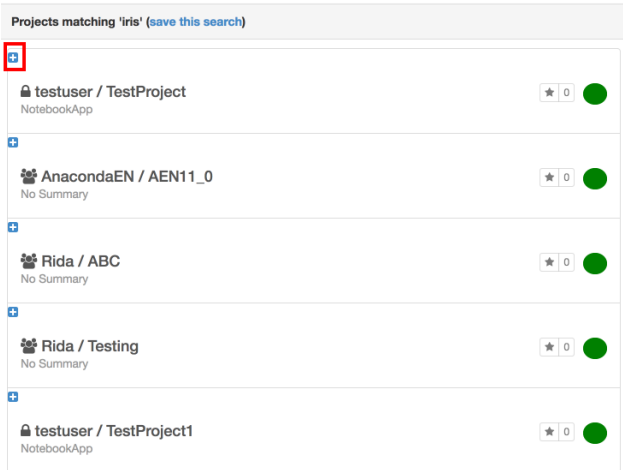 Projects matching 'iris' (save this search)
testuser / TestProject
0
NotebookApp
AnacondaEN / AEN11_0
0
No Summary
Rida / ABC
0
No Summary
Rida / Testing
0
No Summary
testuser / TestProject1
0
NotebookApp